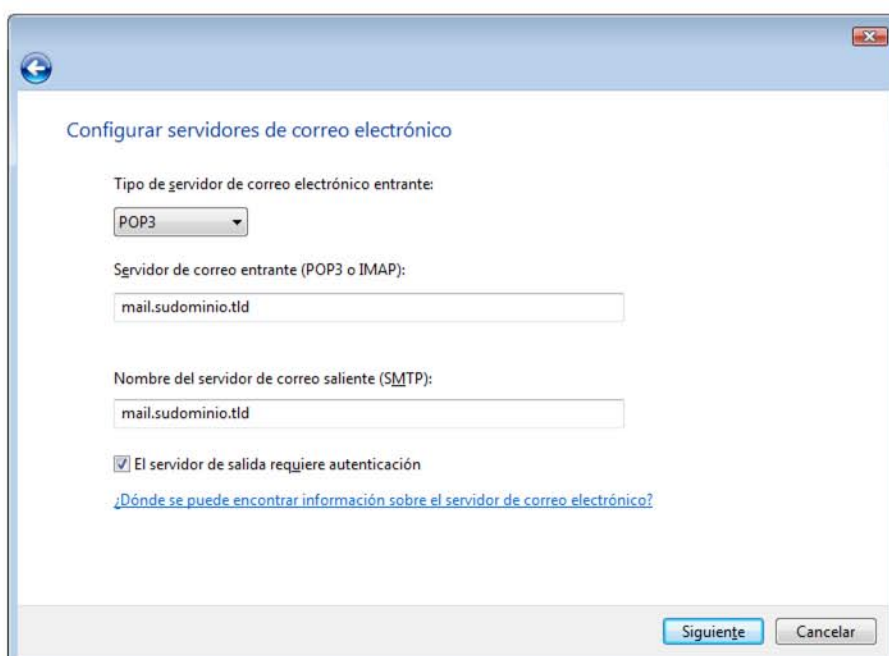 Configurar servidores de correo electrónico
Tipo de servidor de correo electrónico entrante:
POP3
Servidor de correo entrante (POP3 o IMAP):
mail.sudominio.tld
Nombre del servidor de correo saliente (SMTP):
mail.sudominio.tld
El servidor de salida requiere autenticación
¿Dónde se puede encontrar información sobre el servidor de correo electrónico?
Siguiente Cancelar